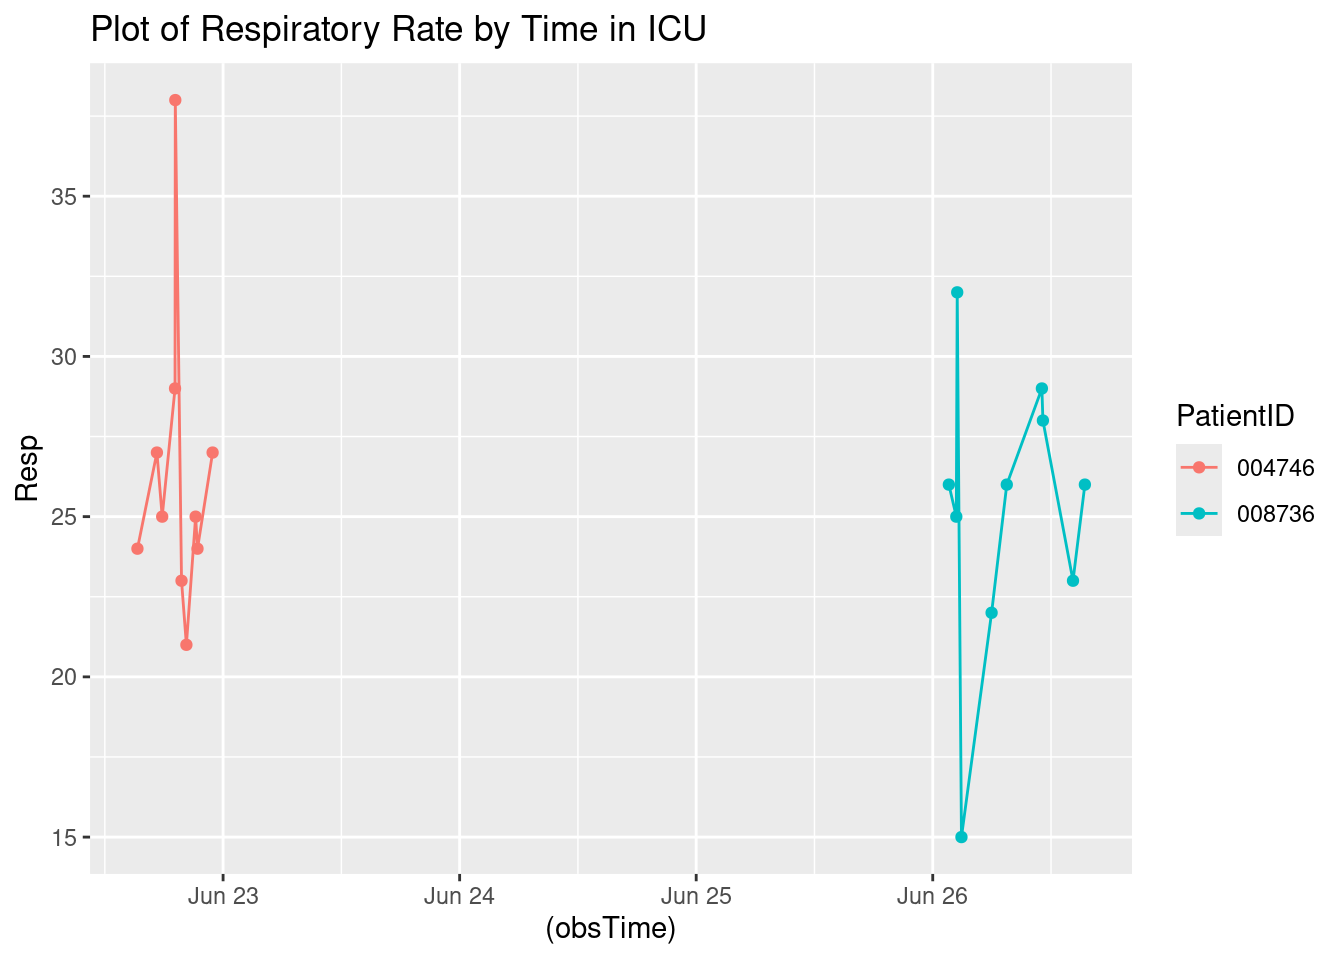 Plot of Respiratory Rate by Time in ICU
Resp
35
30
25
20
15
Jun 23
Jun 24
Jun 25
Jun 26
(obsTime)
PatientID
004746
008736